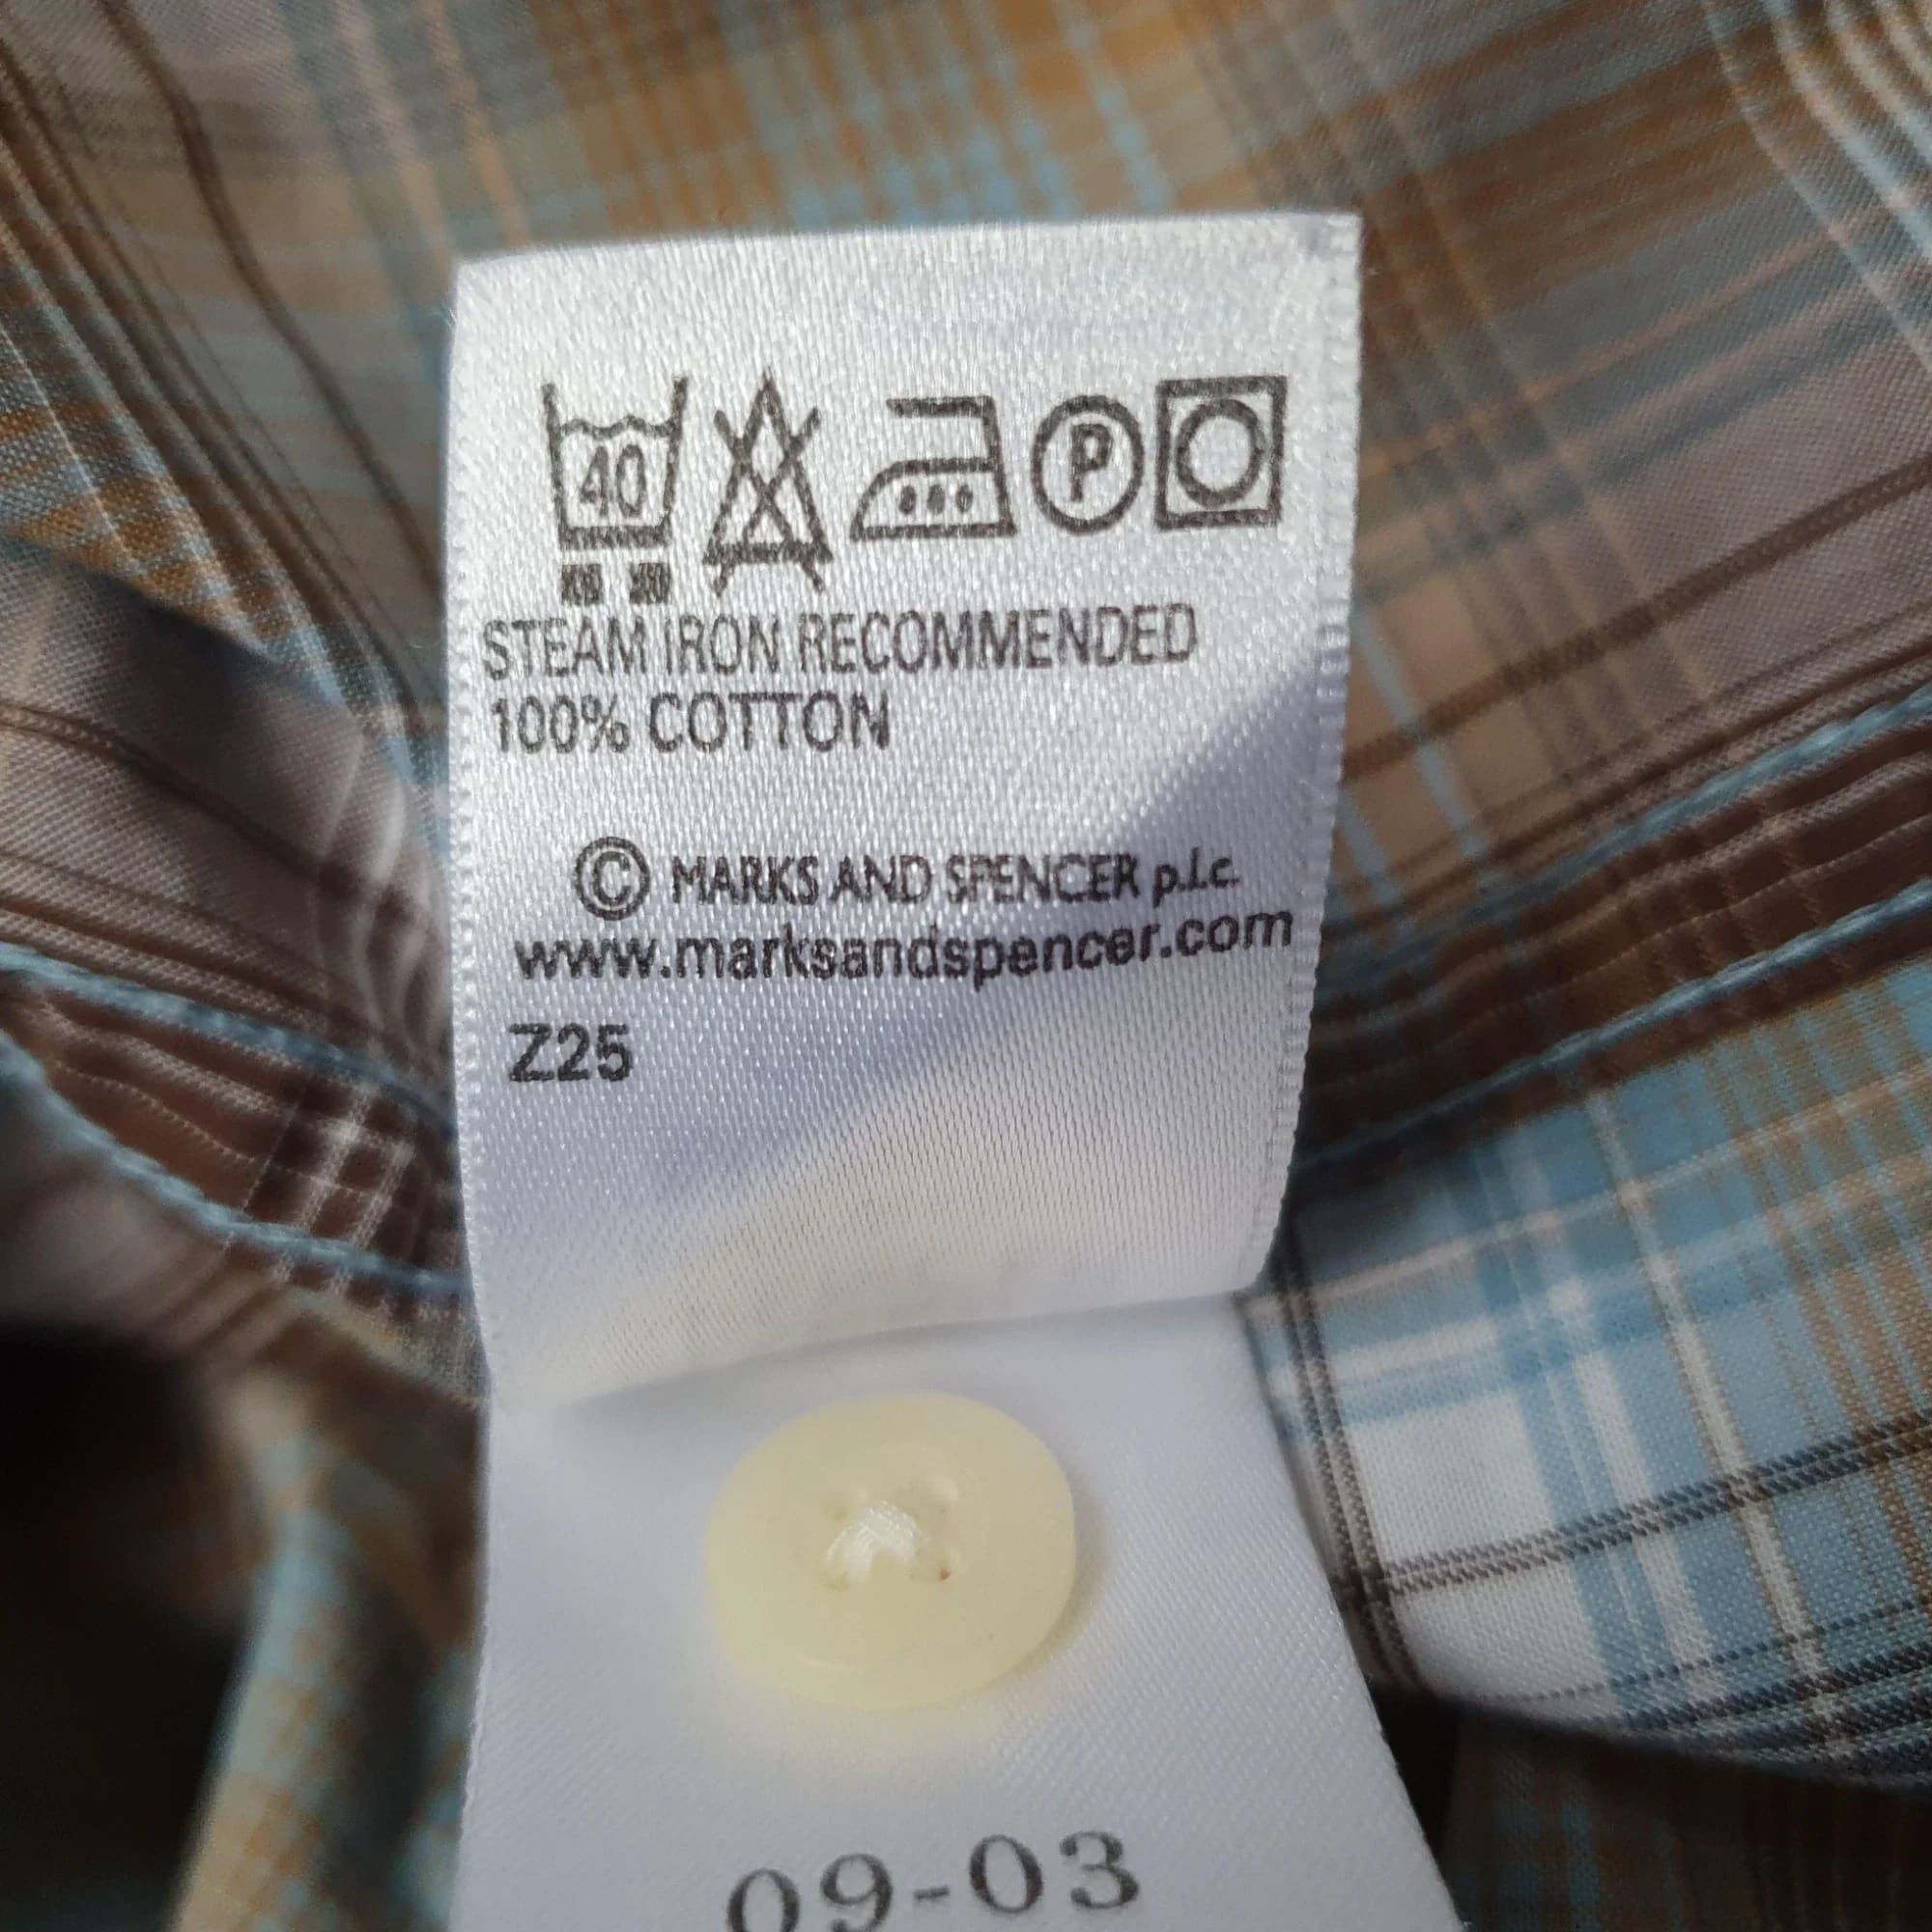 40 P
STEAM IRON RECOMMENDED
100% COTTON
© MARKS AND SPENCER p.l.c.
www.marksandspencer.com
Z25
09-03